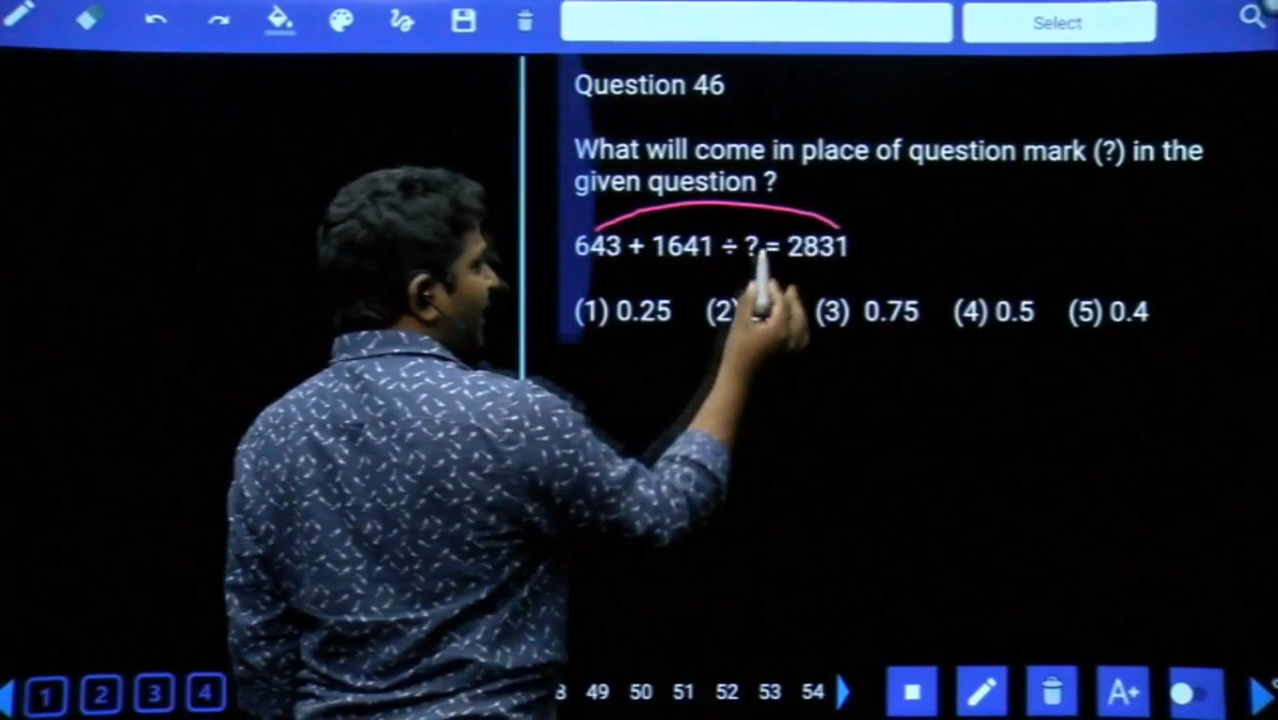 Select
Question 46
What will come in place of question mark (?) in the
given question ?
643 + 1641 ÷ ? = 2831
(1) 0.25 (2) (3) 0.75 (4) 0.5 (5) 0.4
1 2 3 4 49 50 51 52 53 54 A+